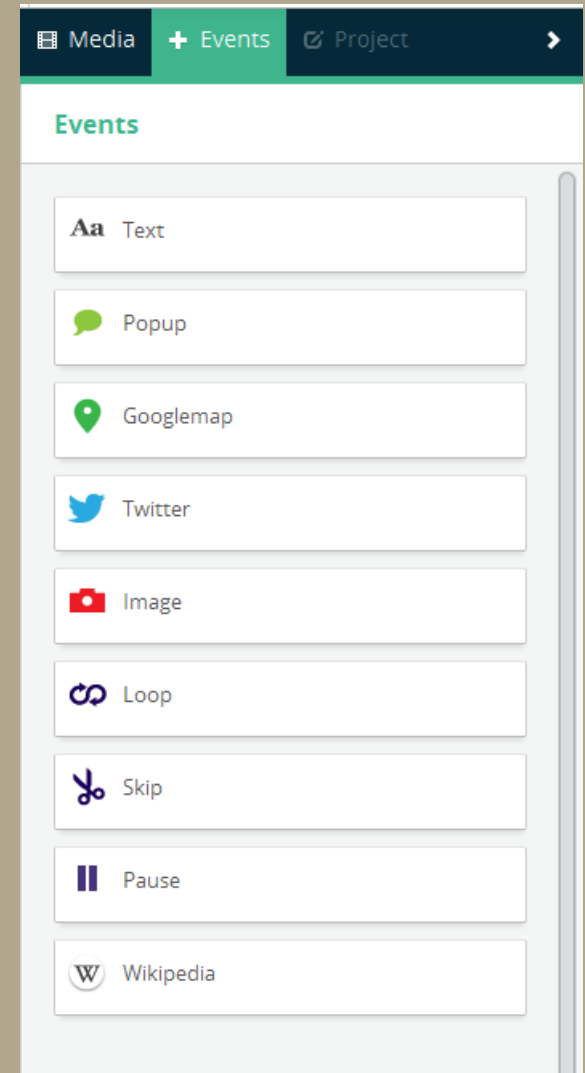 Media + Events Project
Events
Aa Text
Popup
Googlemap
Twitter
Image
Loop
Skip
Pause
W Wikipedia